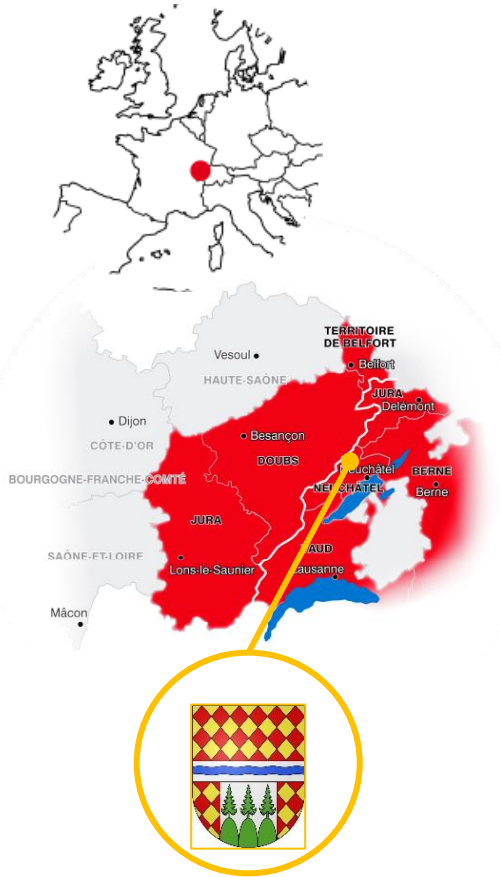 TERRITOIRE
DE BELFORT
Vesoul
Belfort
HAUTE-SAÔNE
JURA
Delémont
Dijon
Besançon
CÔTE-D'OR
DOUBS
Neuchâtel
BERNE
BOURGOGNE-FRANCHE-COMTÉ
NEUCHÂTEL
Berne
JURA
VAUD
SAÔNE-ET-LOIRE
Lons-le-Saunier
Lausanne
Mâcon